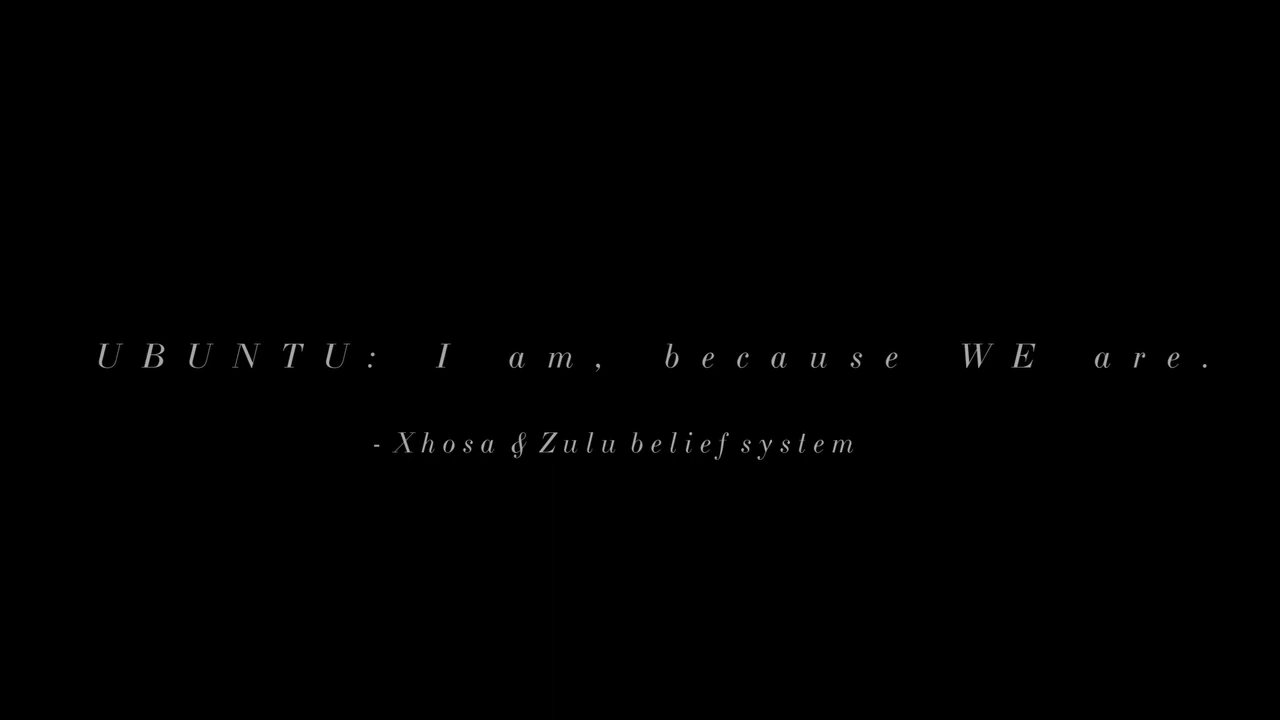 UBUNTU: I am, because WE are.
- Xhosa & Zulu belief system